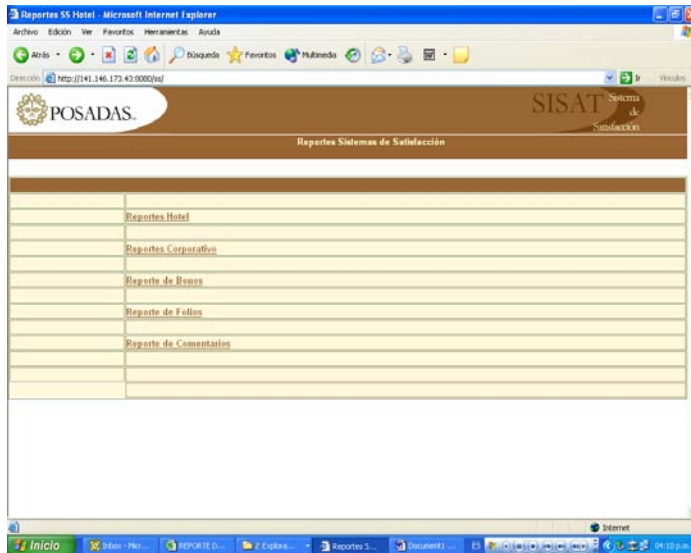 Reportes SS Hotel - Microsoft Internet Explorer
Archivo Edición Ver Favoritos Herramientas Ayuda
Atrás Búsqueda Favoritos Multimedia
Dirección http://141.146.173.43:8080/ss/ Ir Vínculos
POSADAS
SISAT Sistema
de
Satisfacción
Reportes Sistemas de Satisfacción
Reportes Hotel
Reportes Corporativo
Reporte de Bonos
Reporte de Folios
Reporte de Comentarios
Internet
Inicio Inbox - Micr... REPORTE D... 2 Explora... Reportes S... Document1 ... ES 04:10 p.m.